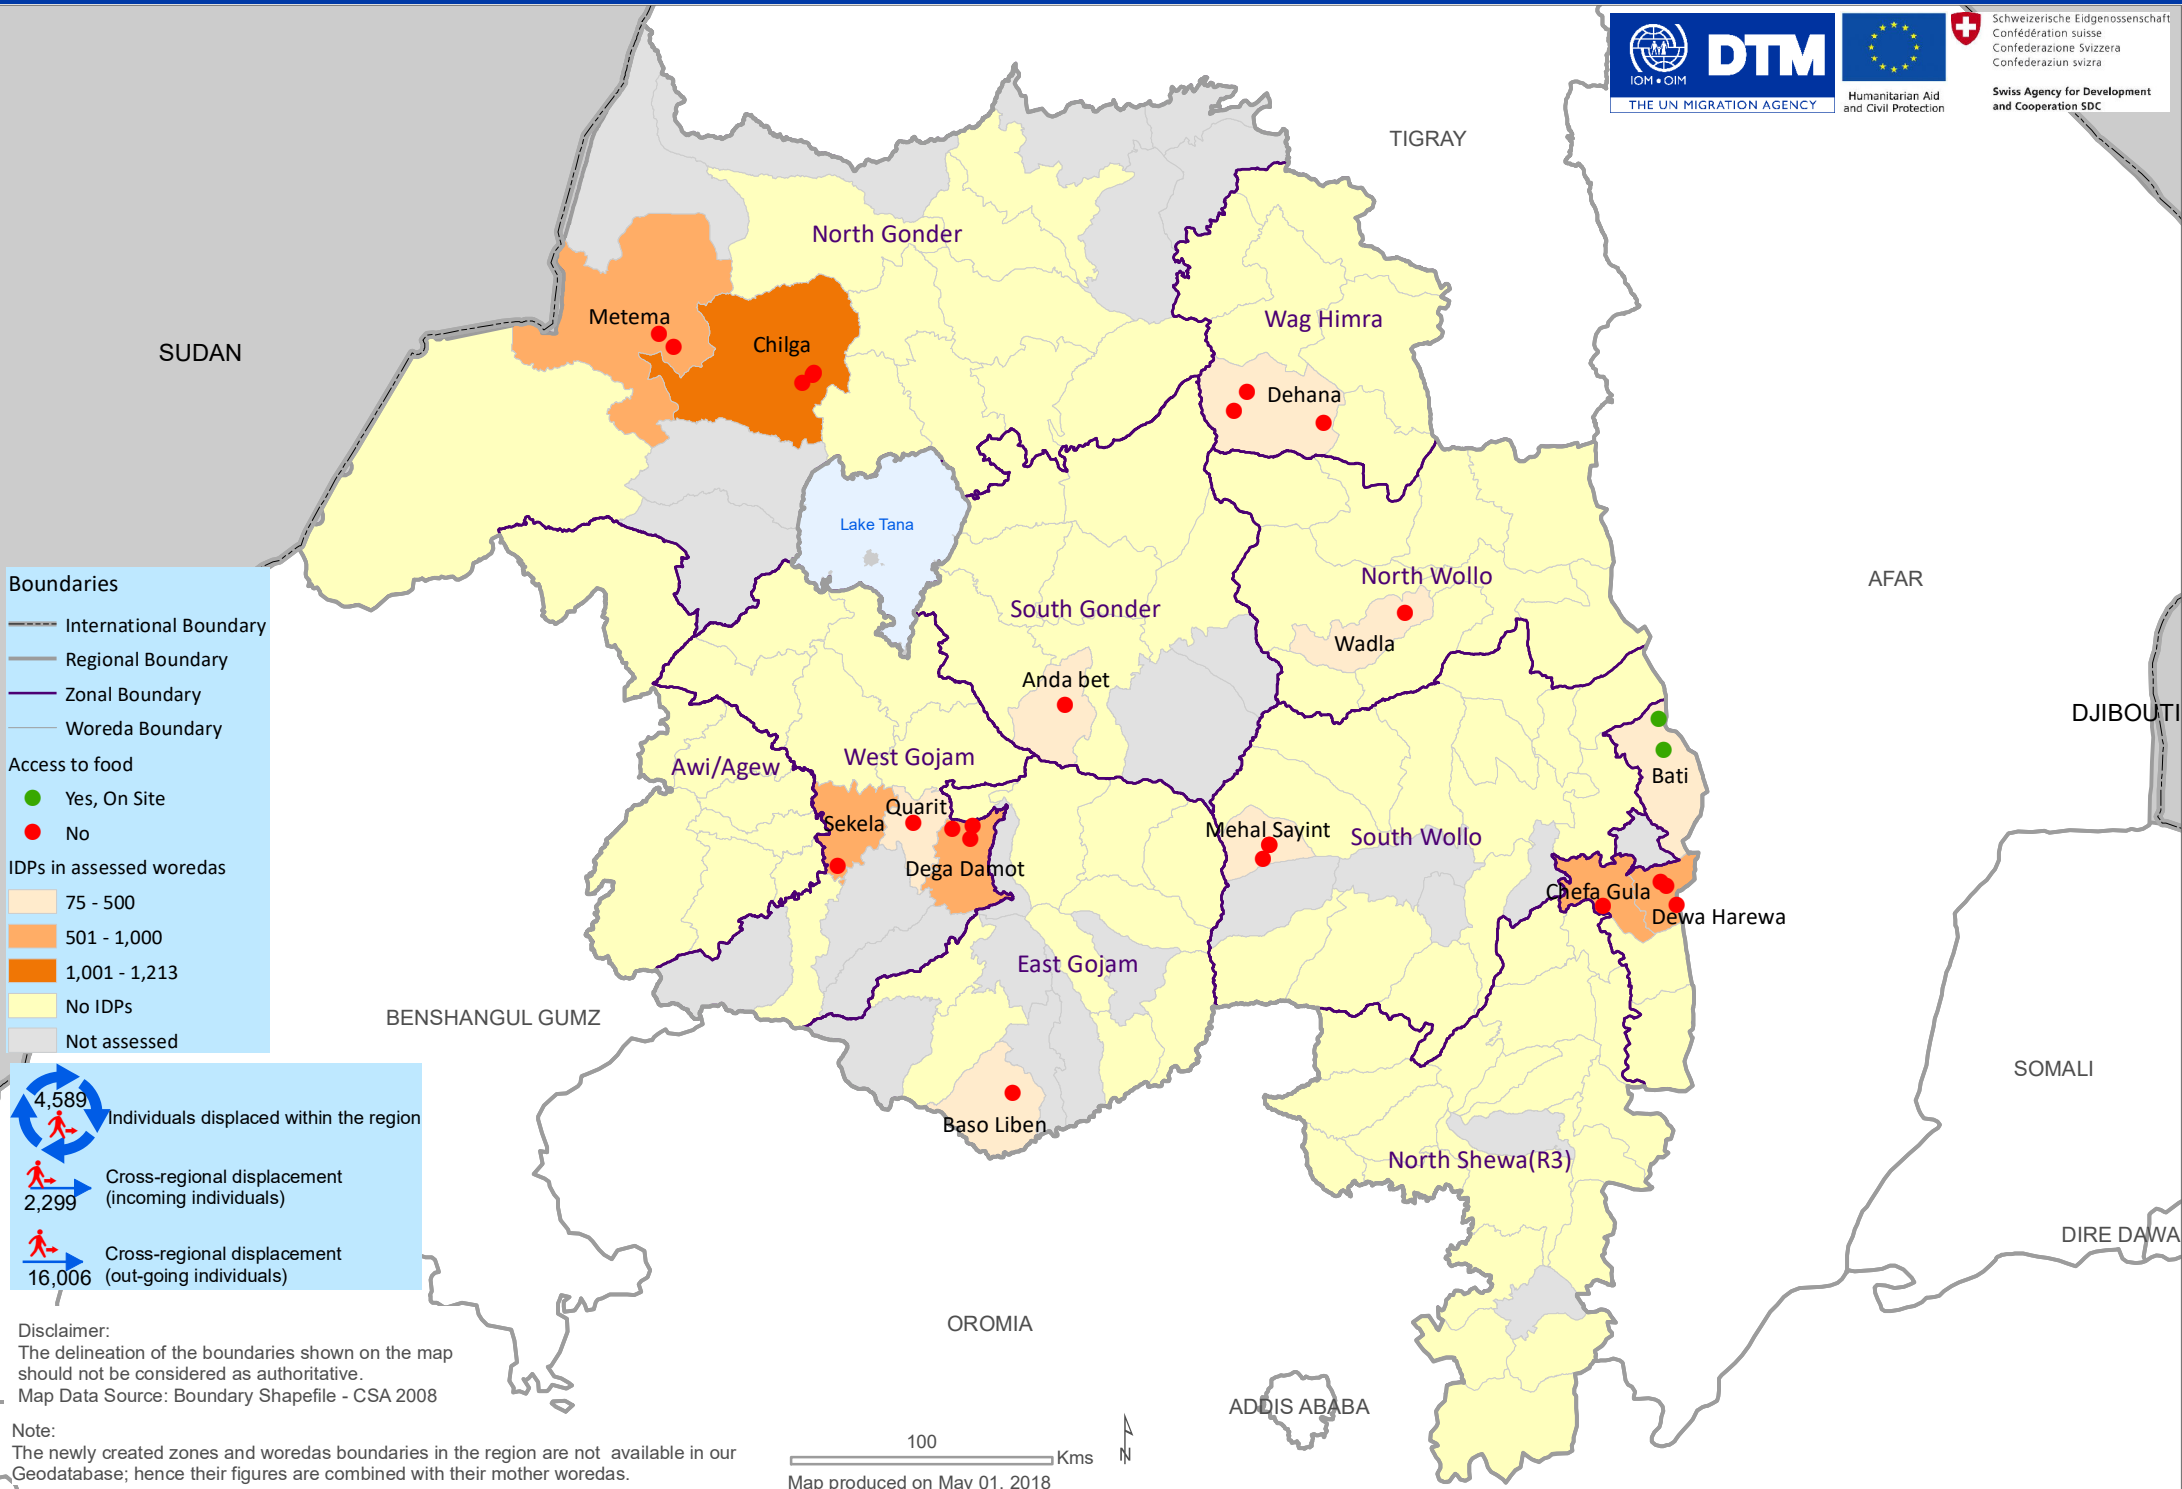 IOM • OIM
DTM
THE UN MIGRATION AGENCY
Humanitarian Aid
and Civil Protection
Schweizerische Eidgenossenschaft
Confédération suisse
Confederazione Svizzera
Confederaziun svizra
Swiss Agency for Development
and Cooperation SDC
TIGRAY
North Gonder
Metema
Wag Himra
SUDAN
Chilga
Dehana
Lake Tana
North Wollo
AFAR
South Gonder
Wadla
Anda bet
DJIBOUTI
West Gojam
Awi/Agew
Bati
Quarit
Sekela
Mehal Sayint
South Wollo
Dega Damot
Chefa Gula
Dewa Harewa
East Gojam
BENSHANGUL GUMZ
SOMALI
Baso Liben
North Shewa(R3)
DIRE DAWA
OROMIA
ADDIS ABABA
Boundaries
International Boundary
Regional Boundary
Zonal Boundary
Woreda Boundary
Access to food
Yes, On Site
No
IDPs in assessed woredas
75 - 500
501 - 1,000
1,001 - 1,213
No IDPs
Not assessed
4,589
Individuals displaced within the region
Cross-regional displacement
(incoming individuals)
2,299
Cross-regional displacement
(out-going individuals)
16,006
Disclaimer:
The delineation of the boundaries shown on the map
should not be considered as authoritative.
Map Data Source: Boundary Shapefile - CSA 2008
Note:
The newly created zones and woredas boundaries in the region are not available in our
Geodatabase; hence their figures are combined with their mother woredas.
100
Kms
N
Map produced on May 01, 2018